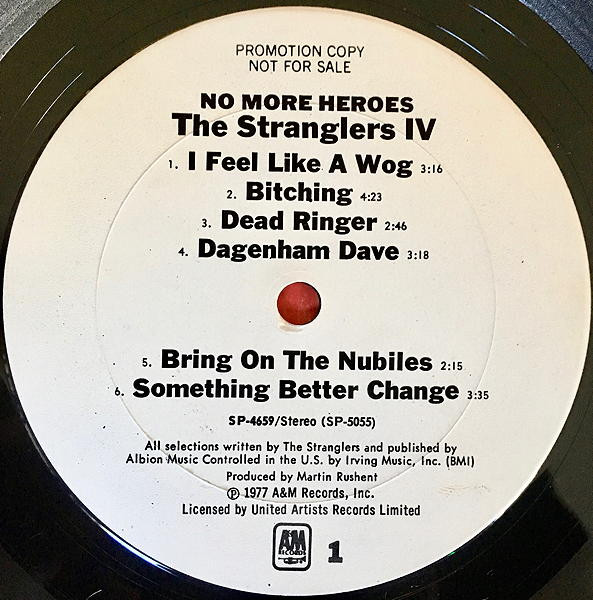 PROMOTION COPY
NOT FOR SALE
NO MORE HEROES
The Stranglers IV
1. I Feel Like A Wog 3:16
2. Bitching 4:23
3. Dead Ringer 2:46
4. Dagenham Dave 3:18
5. Bring On The Nubiles 2:15
6. Something Better Change 3:35
SP-4659/Stereo (SP-5055)
All selections written by The Stranglers and published by
Albion Music Controlled in the U.S. by Irving Music, Inc. (BMI)
Produced by Martin Rushent
℗ 1977 A&M Records, Inc.
Licensed by United Artists Records Limited
A&M
RECORDS
1